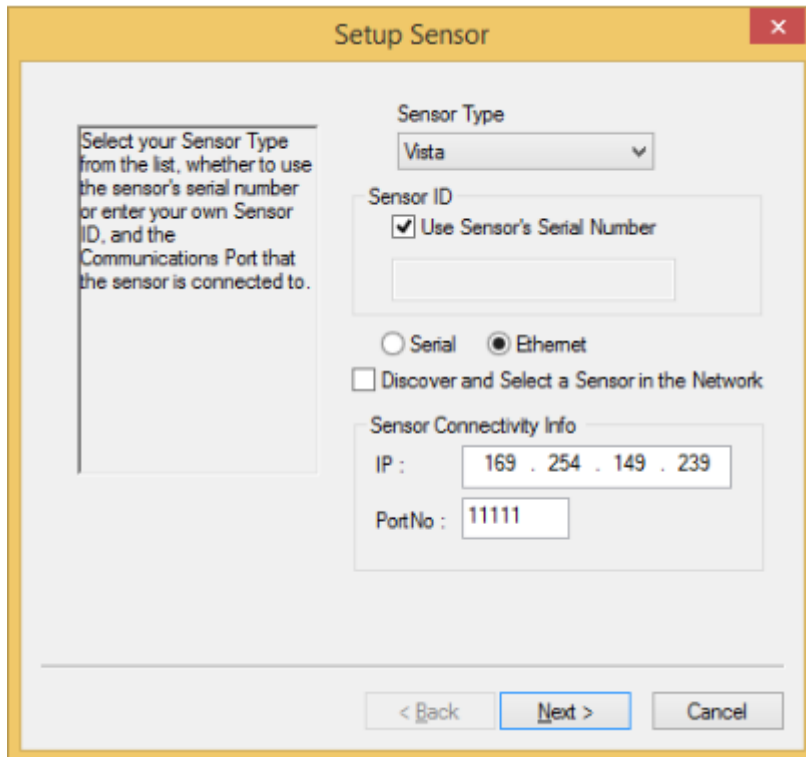 Setup Sensor
Select your Sensor Type
from the list, whether to use
the sensor's serial number
or enter your own Sensor
ID, and the
Communications Port that
the sensor is connected to.
Sensor Type
Vista
Sensor ID
Use Sensor's Serial Number
Serial Ethernet
Discover and Select a Sensor in the Network
Sensor Connectivity Info
IP : 169 . 254 . 149 . 239
PortNo : 11111
< Back Next > Cancel